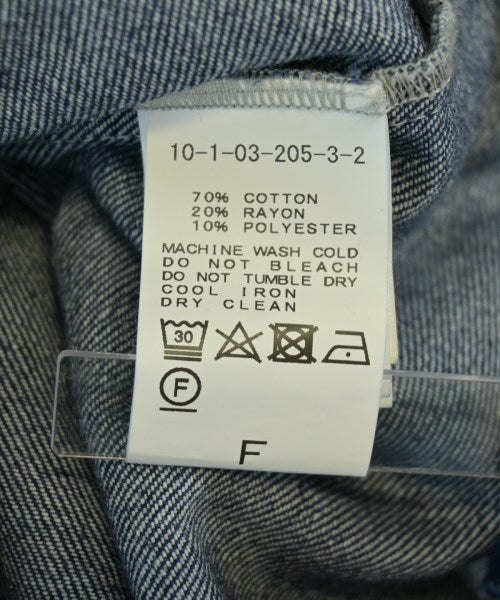 10-1-03-205-3-2
70% COTTON
20% RAYON
10% POLYESTER
MACHINE WASH COLD
DO NOT BLEACH
DO NOT TUMBLE DRY
COOL IRON
DRY CLEAN
30
F
F